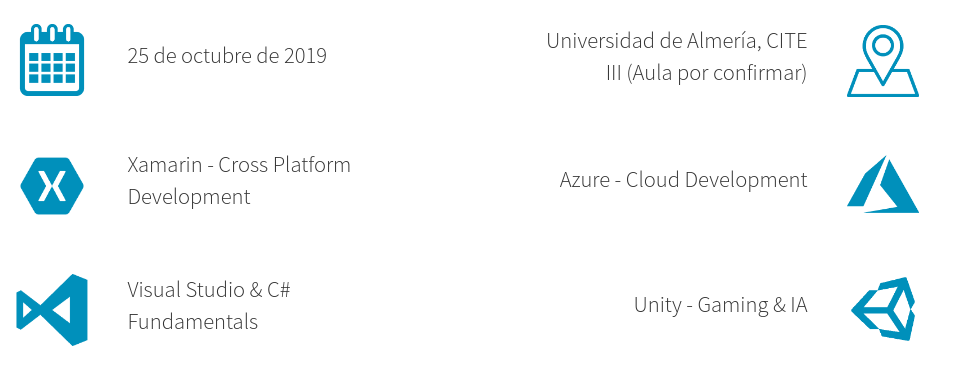 25 de octubre de 2019
Universidad de Almería, CITE
III (Aula por confirmar)
Xamarin - Cross Platform
Development
Azure - Cloud Development
Visual Studio & C#
Fundamentals
Unity - Gaming & IA